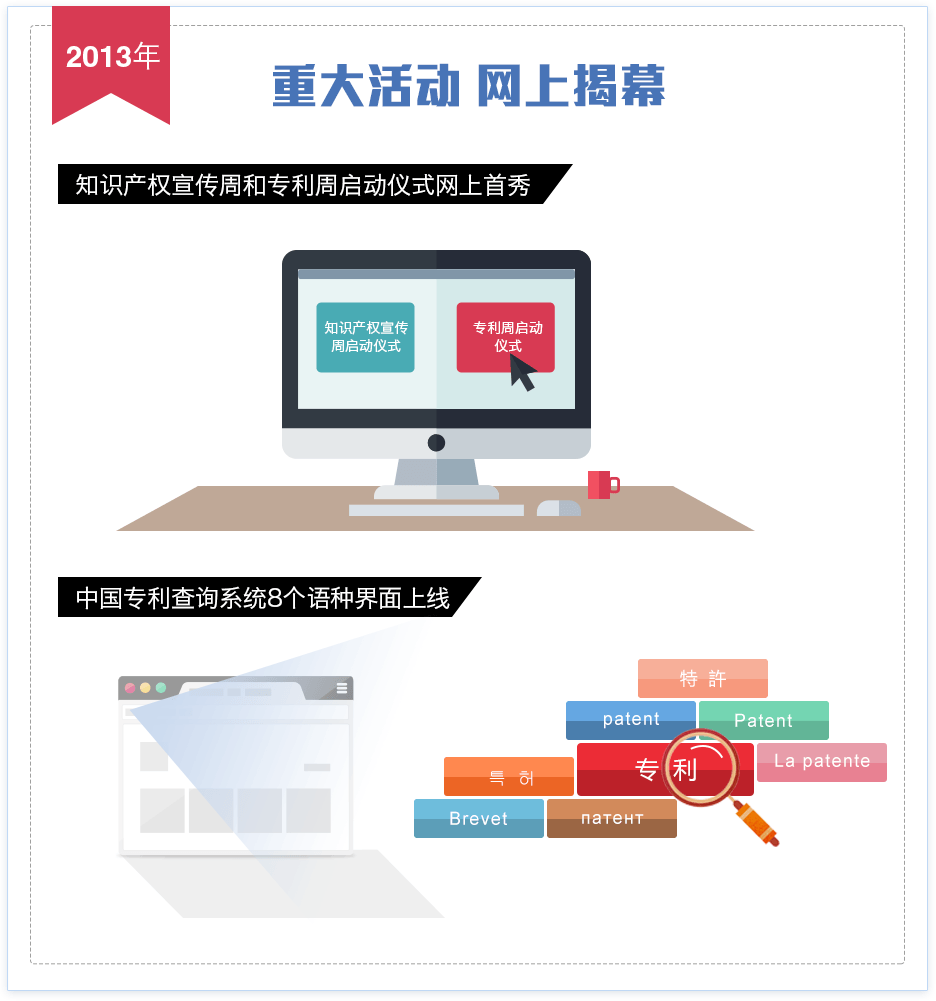 2013年
重大活动 网上揭幕
知识产权宣传周和专利周启动仪式网上首秀
知识产权宣传
周启动仪式
专利周启动
仪式
中国专利查询系统8个语种界面上线
特 許
patent
Patent
专 利
La patente
특 허
Brevet
патент